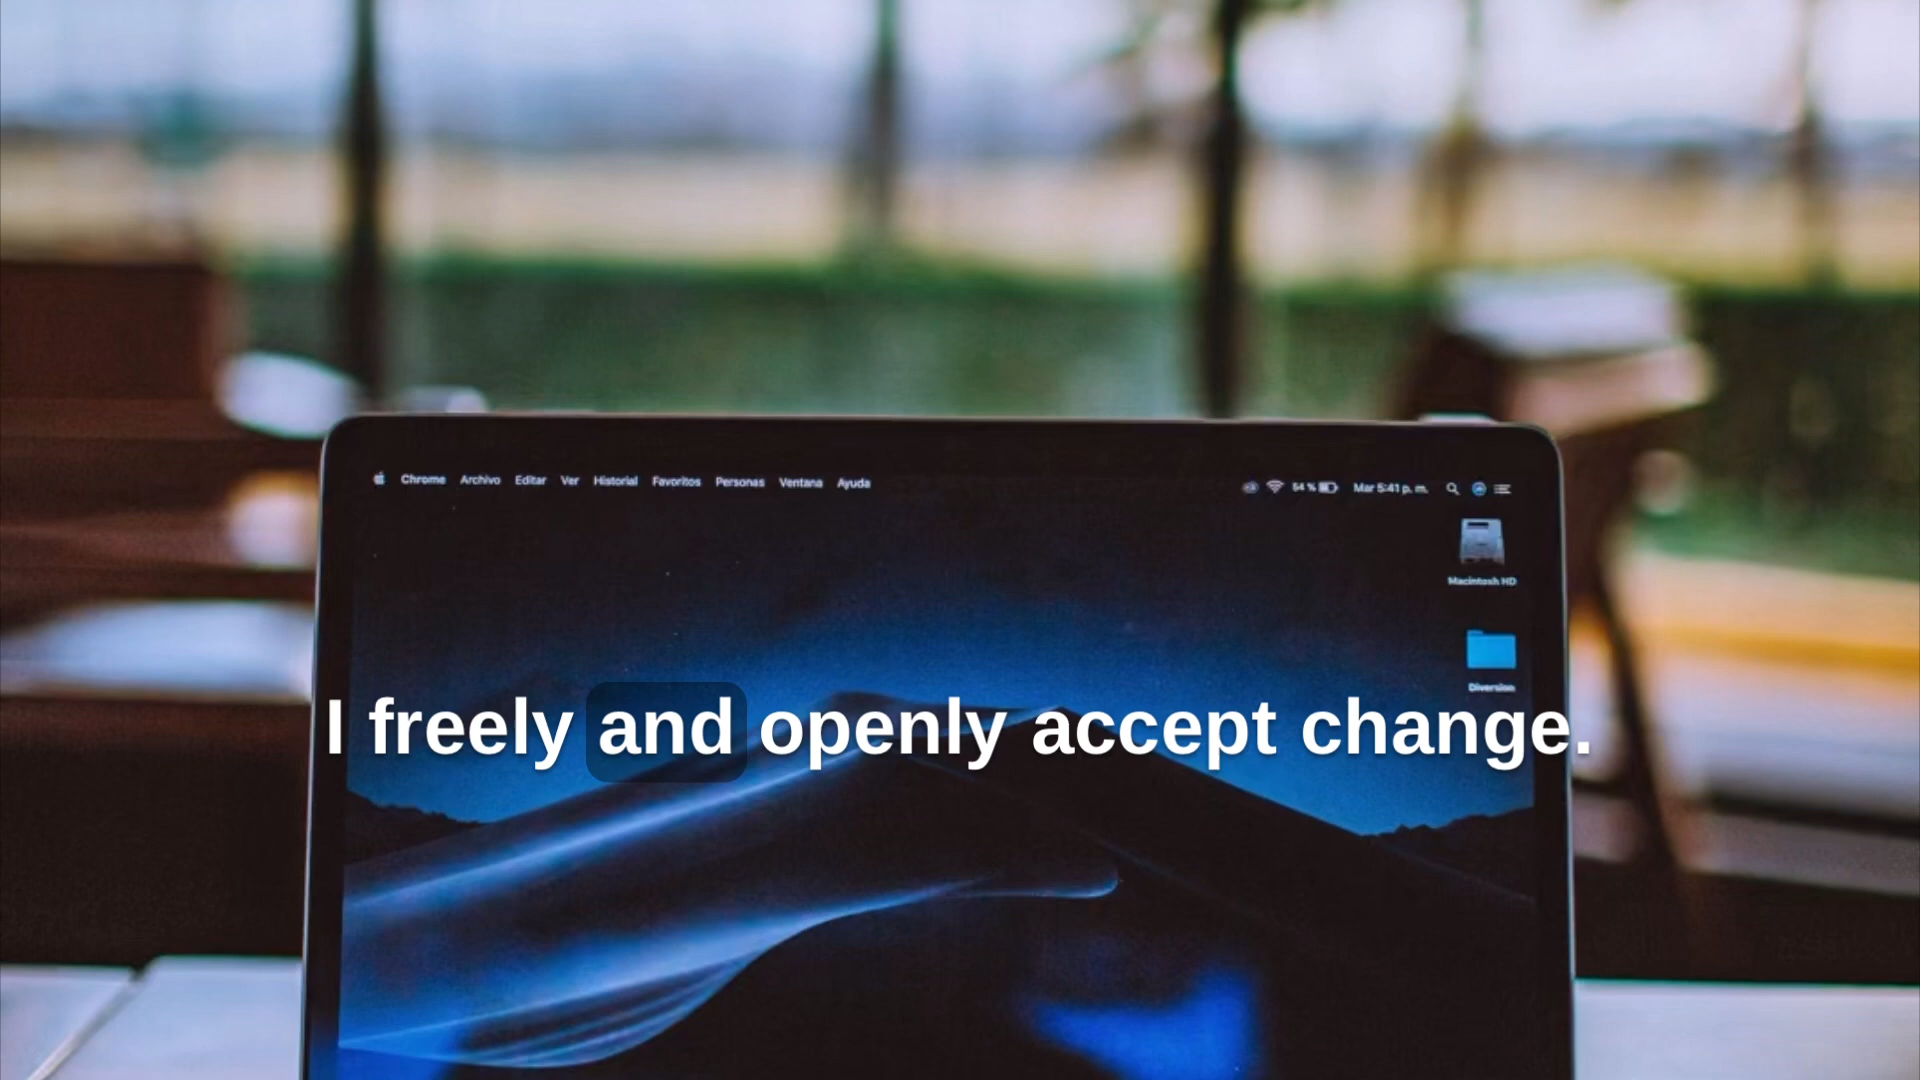 Chrome Archivo Editar Ver Historial Favoritos Personas Ventana Ayuda
54 % Mar 5:41 p. m.
Macintosh HD
Diversion
I freely and openly accept change.